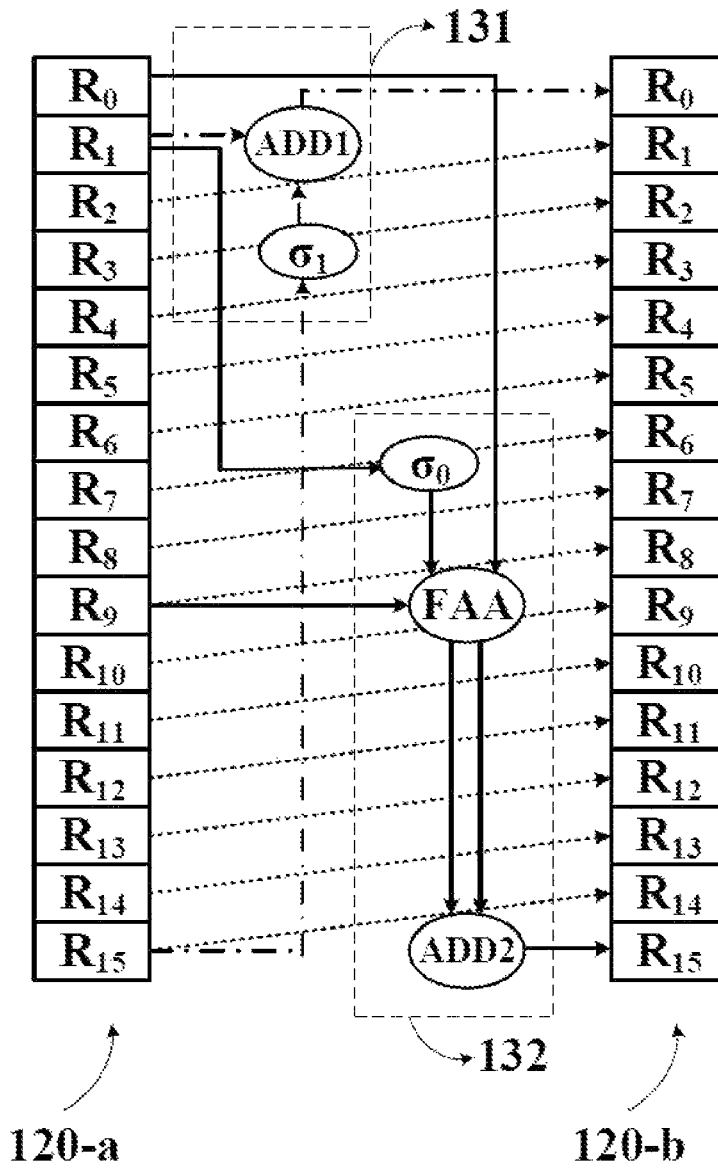 131
R₀
R₁
R₂
R₃
R₄
R₅
R₆
R₇
R₈
R₉
R₁₀
R₁₁
R₁₂
R₁₃
R₁₄
R₁₅
ADD1
σ₁
σ₀
FAA
ADD2
R₀
R₁
R₂
R₃
R₄
R₅
R₆
R₇
R₈
R₉
R₁₀
R₁₁
R₁₂
R₁₃
R₁₄
R₁₅
132
120-a
120-b